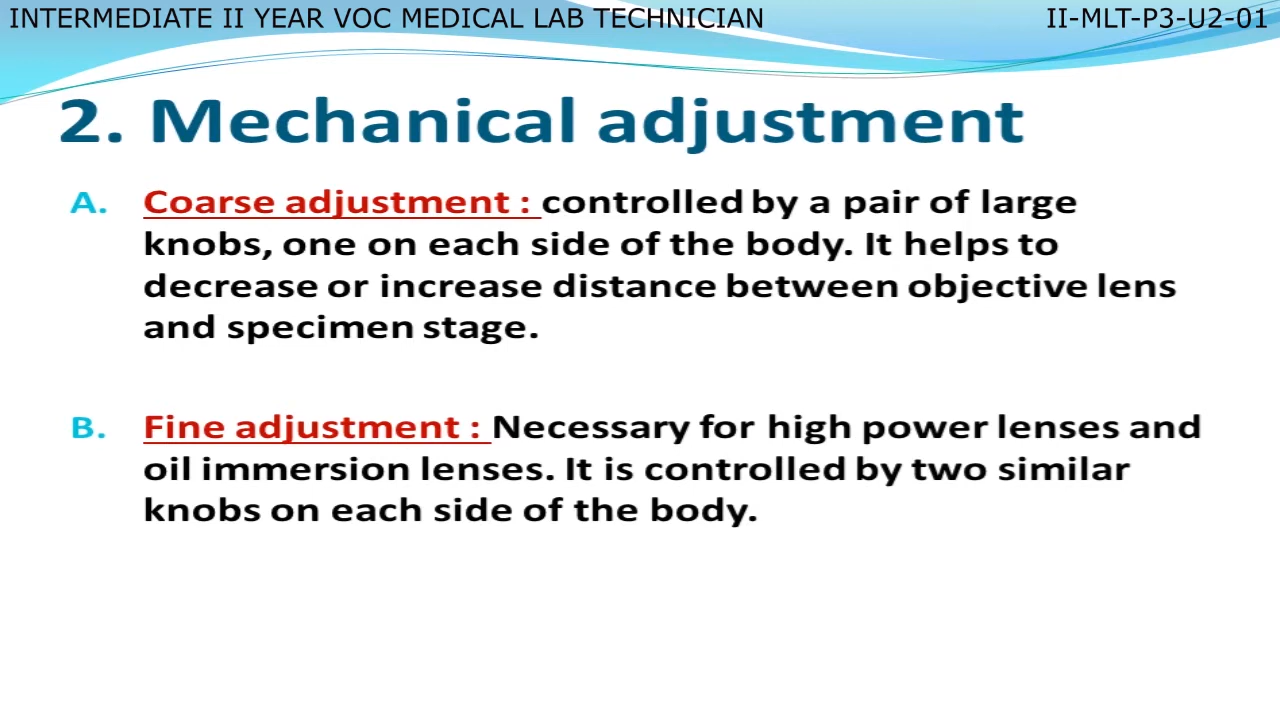 INTERMEDIATE II YEAR VOC MEDICAL LAB TECHNICIAN II-MLT-P3-U2-01
2. Mechanical adjustment
A. Coarse adjustment : controlled by a pair of large
knobs, one on each side of the body. It helps to
decrease or increase distance between objective lens
and specimen stage.
B. Fine adjustment : Necessary for high power lenses and
oil immersion lenses. It is controlled by two similar
knobs on each side of the body.